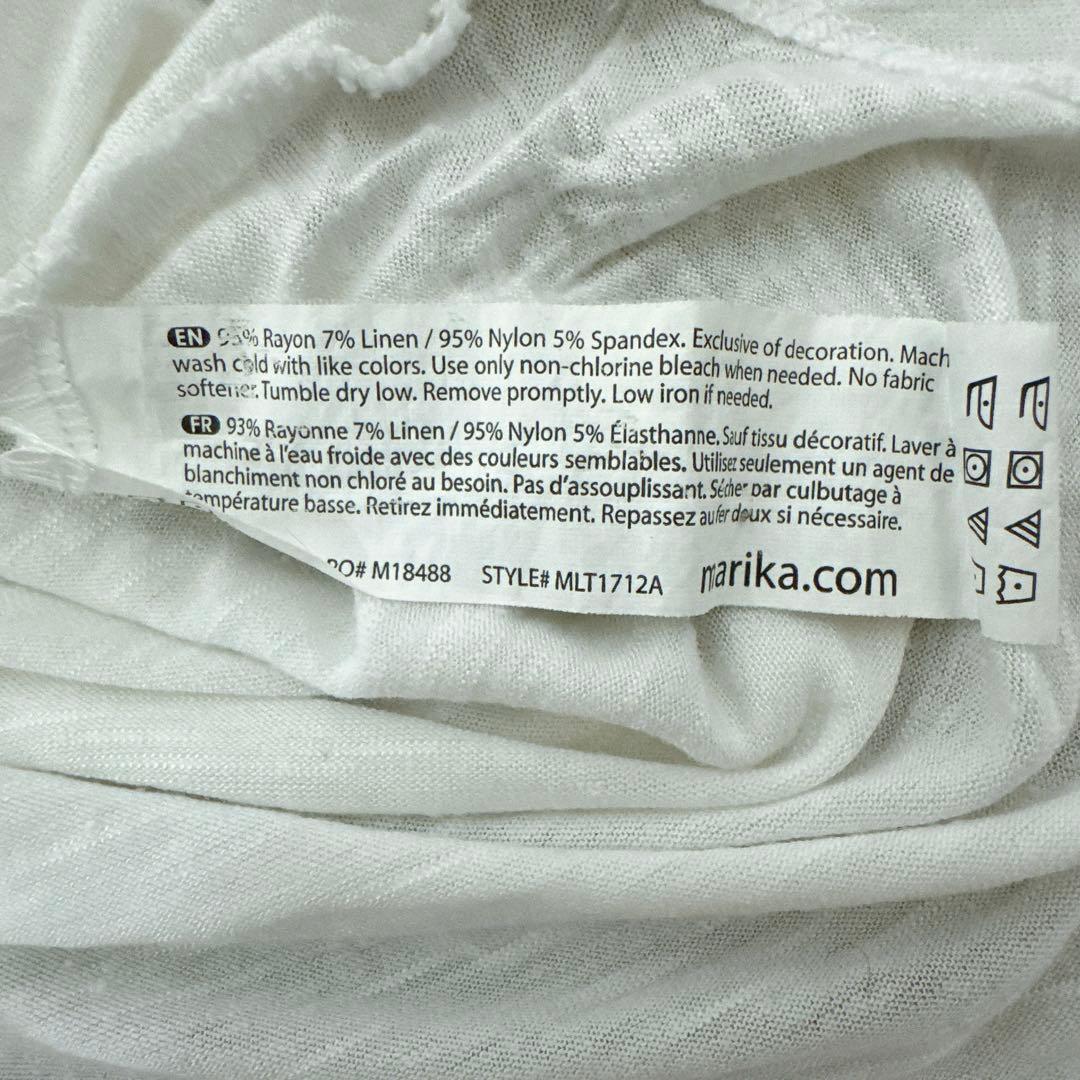 EN 93% Rayon 7% Linen / 95% Nylon 5% Spandex. Exclusive of decoration. Mach
wash cold with like colors. Use only non-chlorine bleach when needed. No fabric
softener. Tumble dry low. Remove promptly. Low iron if needed.
FR 93% Rayonne 7% Linen / 95% Nylon 5% Élasthanne. Sauf tissu décoratif. Laver à
machine à l'eau froide avec des couleurs semblables. Utilisez seulement un agent de
blanchiment non chloré au besoin. Pas d'assouplissant. Sécher par culbutage à
température basse. Retirez immédiatement. Repassez au fer doux si nécessaire.
PO# M18488 STYLE# MLT1712A marika.com